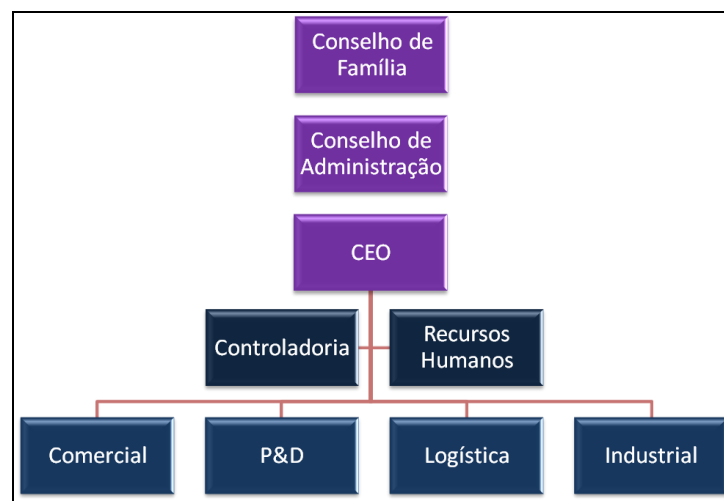 Conselho de
Família
Conselho de
Administração
CEO
Controladoria
Recursos
Humanos
Comercial
P&D
Logística
Industrial